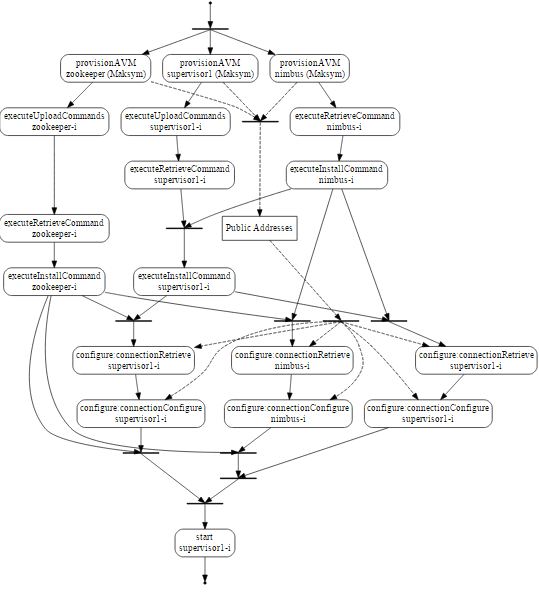 provisionAVM
zookeeper (Maksym)
provisionAVM
supervisor1 (Maksym)
provisionAVM
nimbus (Maksym)
executeUploadCommands
zookeeper-i
executeUploadCommands
supervisor1-i
executeRetrieveCommand
nimbus-i
executeRetrieveCommand
supervisor1-i
executeInstallCommand
nimbus-i
executeRetrieveCommand
zookeeper-i
Public Addresses
executeInstallCommand
zookeeper-i
executeInstallCommand
supervisor1-i
configure:connectionRetrieve
supervisor1-i
configure:connectionRetrieve
nimbus-i
configure:connectionRetrieve
supervisor1-i
configure:connectionConfigure
supervisor1-i
configure:connectionConfigure
nimbus-i
configure:connectionConfigure
supervisor1-i
start
supervisor1-i